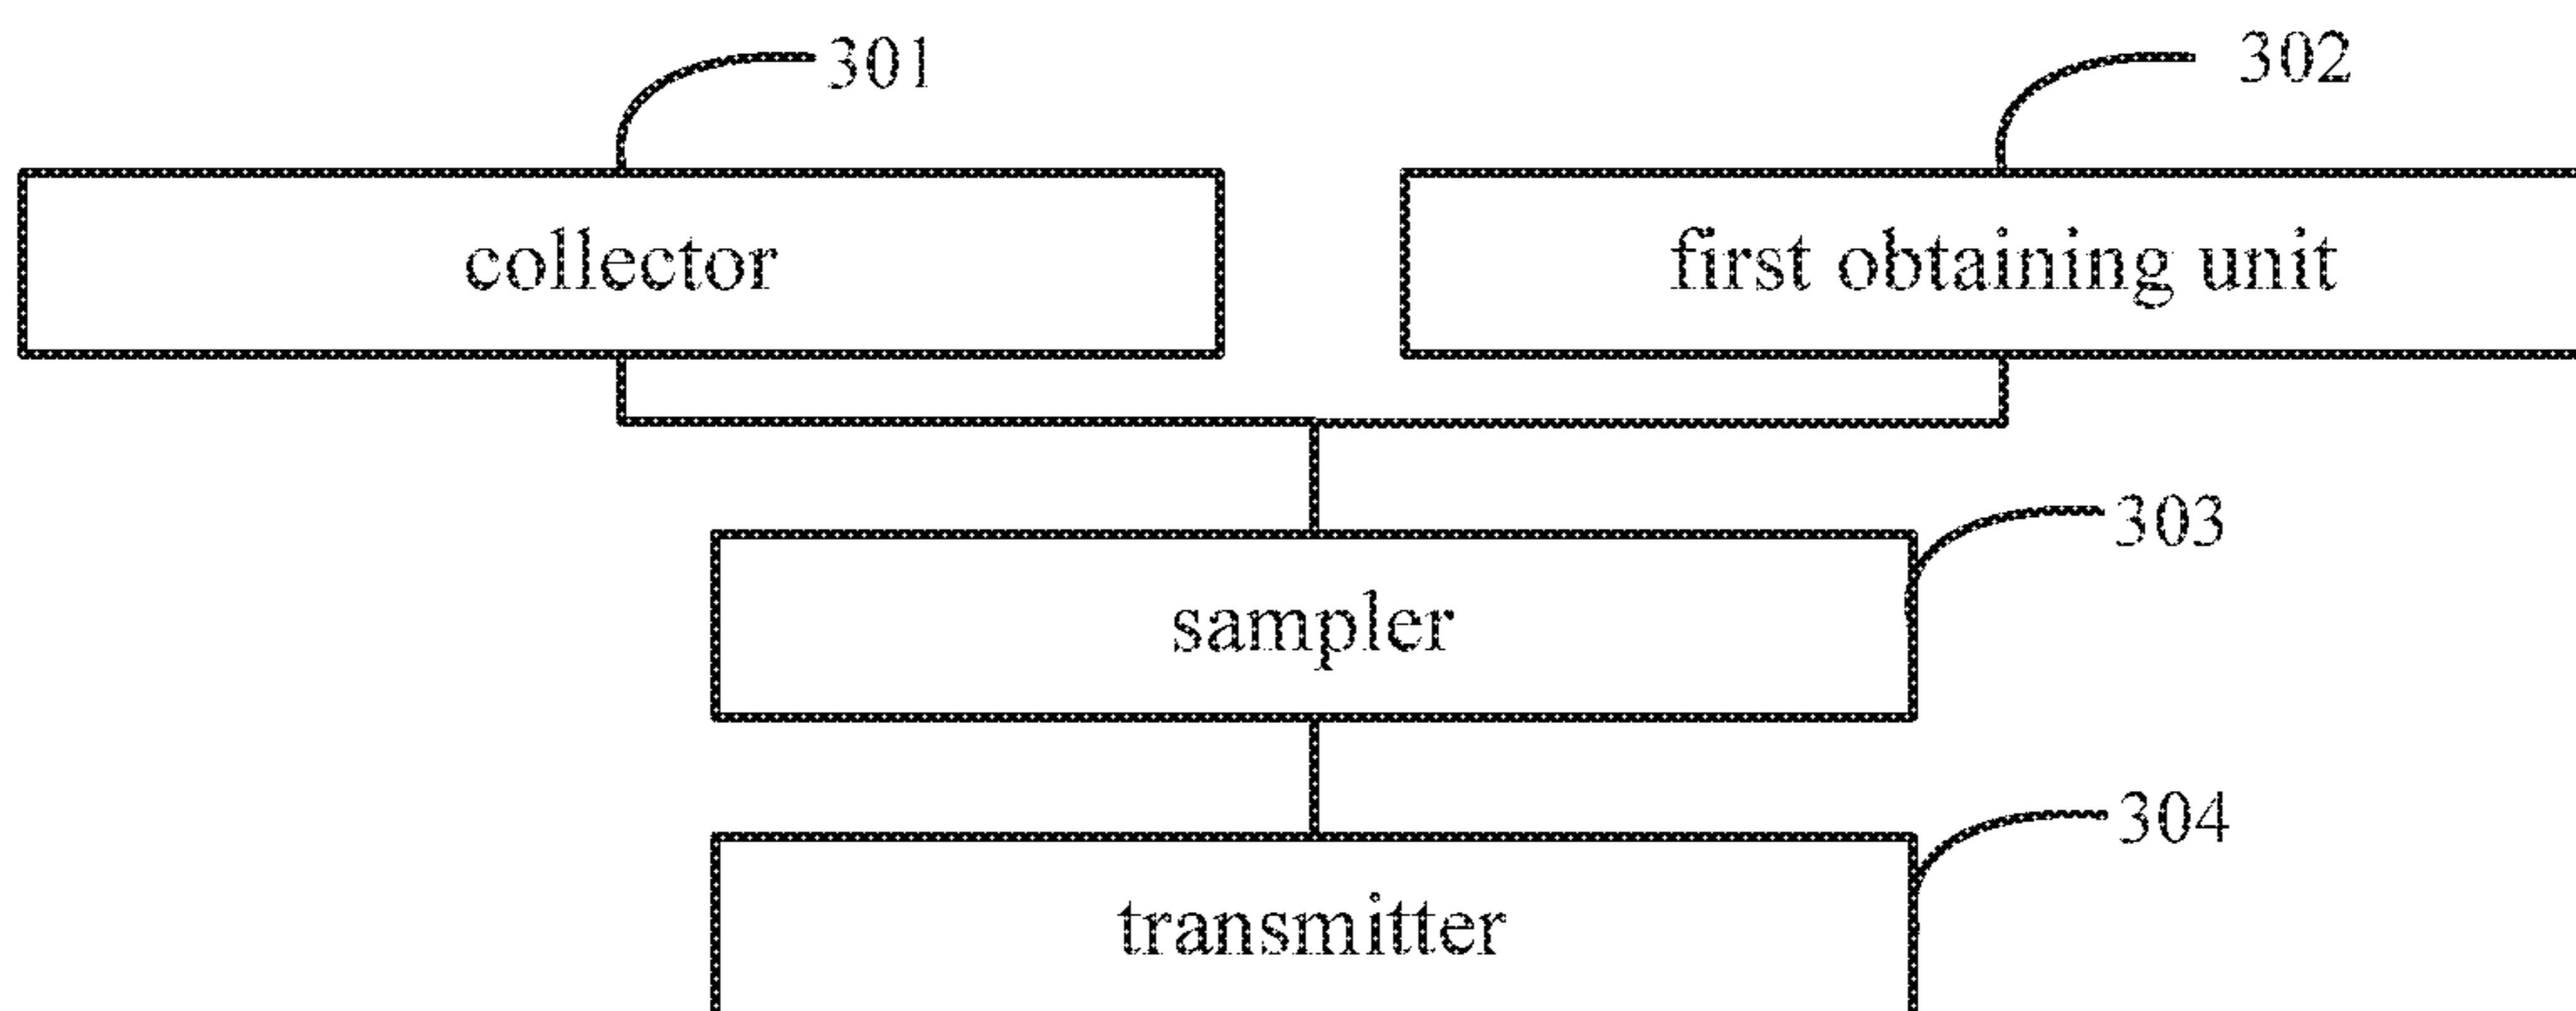 301
302
collector
first obtaining unit
303
sampler
304
transmitter